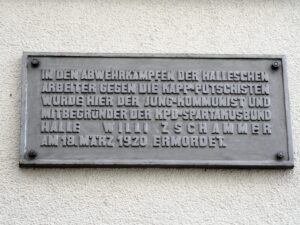 IN DEN ABWEHRKÄMPFEN DER HALLESCHEN
ARBEITER GEGEN DIE KAPP-PUTSCHISTEN
WURDE HIER DER JUNG-KOMMUNIST UND
MITBEGRÜNDER DER KPD-SPARTAKUSBUND
HALLE WILLI ZSCHAMMER
AM 18. MÄRZ 1920 ERMORDET.